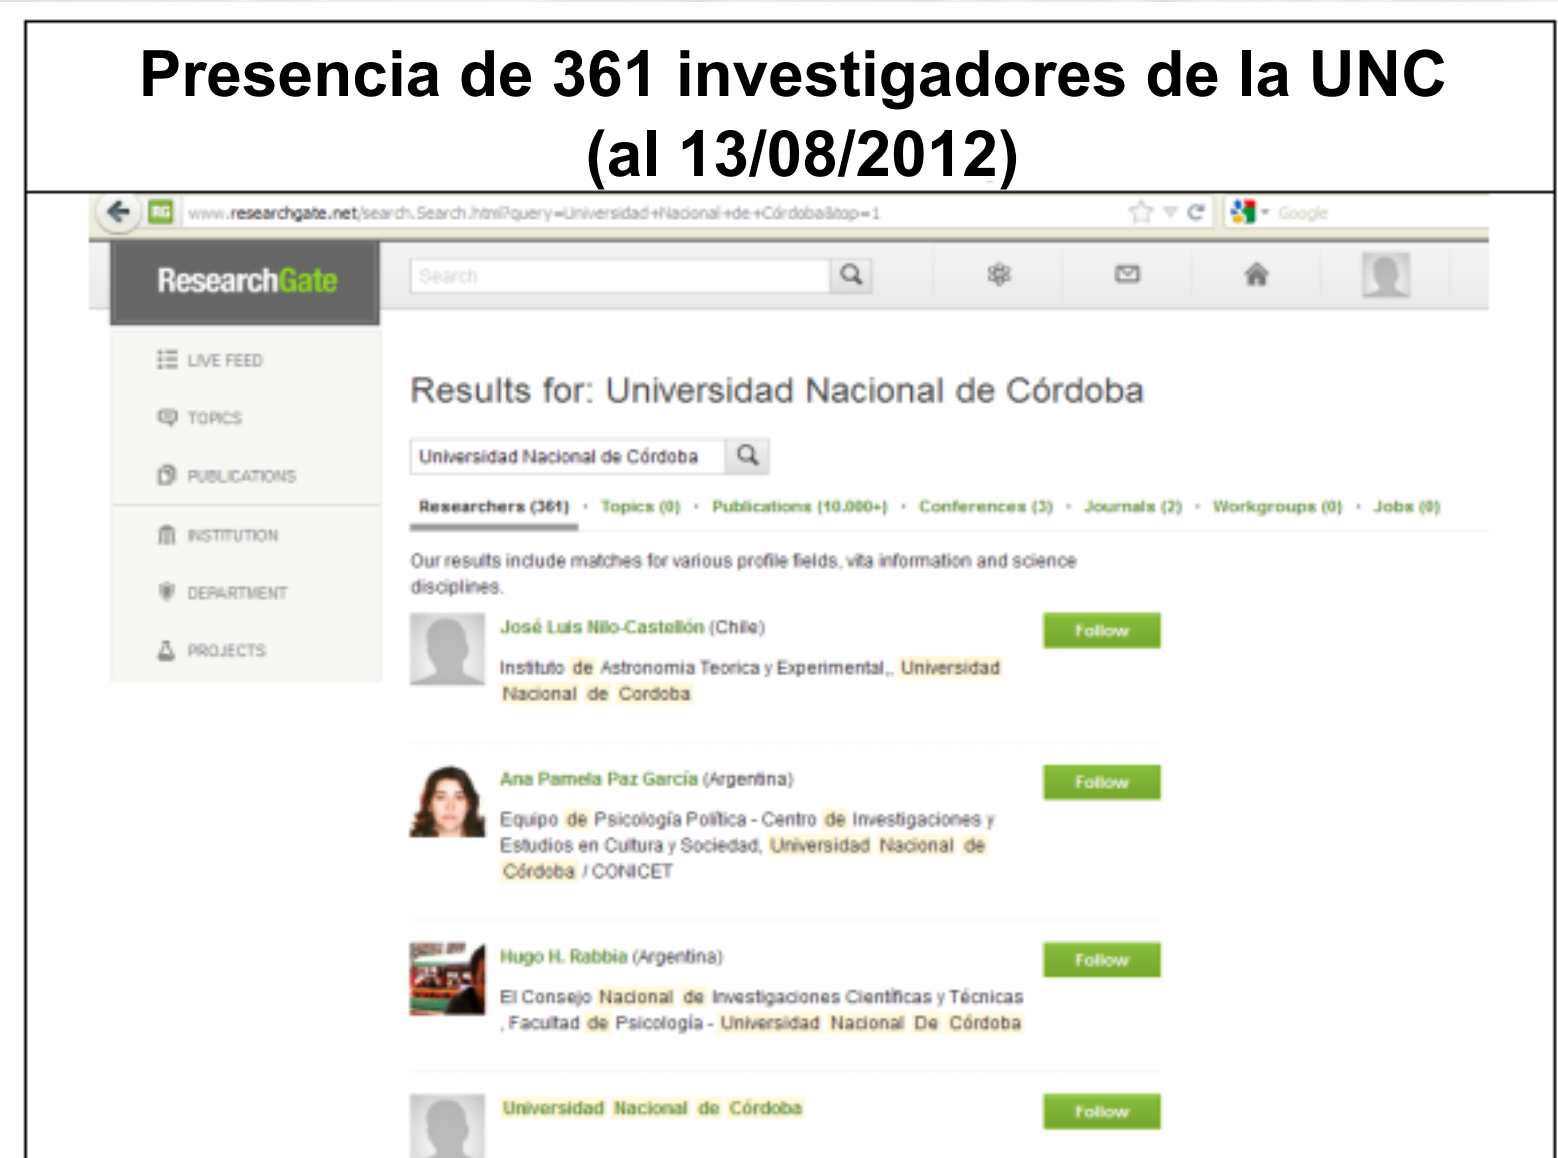 Presencia de 361 investigadores de la UNC
(al 13/08/2012)
RG www.researchgate.net/search.Search.html?query=Universidad+Nacional+de+Córdoba&top=1 Google
ResearchGate Search
LIVE FEED
TOPICS
PUBLICATIONS
INSTITUTION
DEPARTMENT
PROJECTS
Results for: Universidad Nacional de Córdoba
Universidad Nacional de Córdoba
Researchers (361) · Topics (0) · Publications (10.000+) · Conferences (3) · Journals (2) · Workgroups (0) · Jobs (0)
Our results include matches for various profile fields, vita information and science
disciplines.
José Luis Nilo-Castellón (Chile) Follow
Instituto de Astronomia Teorica y Experimental,, Universidad
Nacional de Cordoba
Ana Pamela Paz García (Argentina) Follow
Equipo de Psicología Política - Centro de Investigaciones y
Estudios en Cultura y Sociedad, Universidad Nacional de
Córdoba / CONICET
Hugo H. Rabbia (Argentina) Follow
El Consejo Nacional de Investigaciones Científicas y Técnicas
, Facultad de Psicología - Universidad Nacional De Córdoba
Universidad Nacional de Córdoba Follow